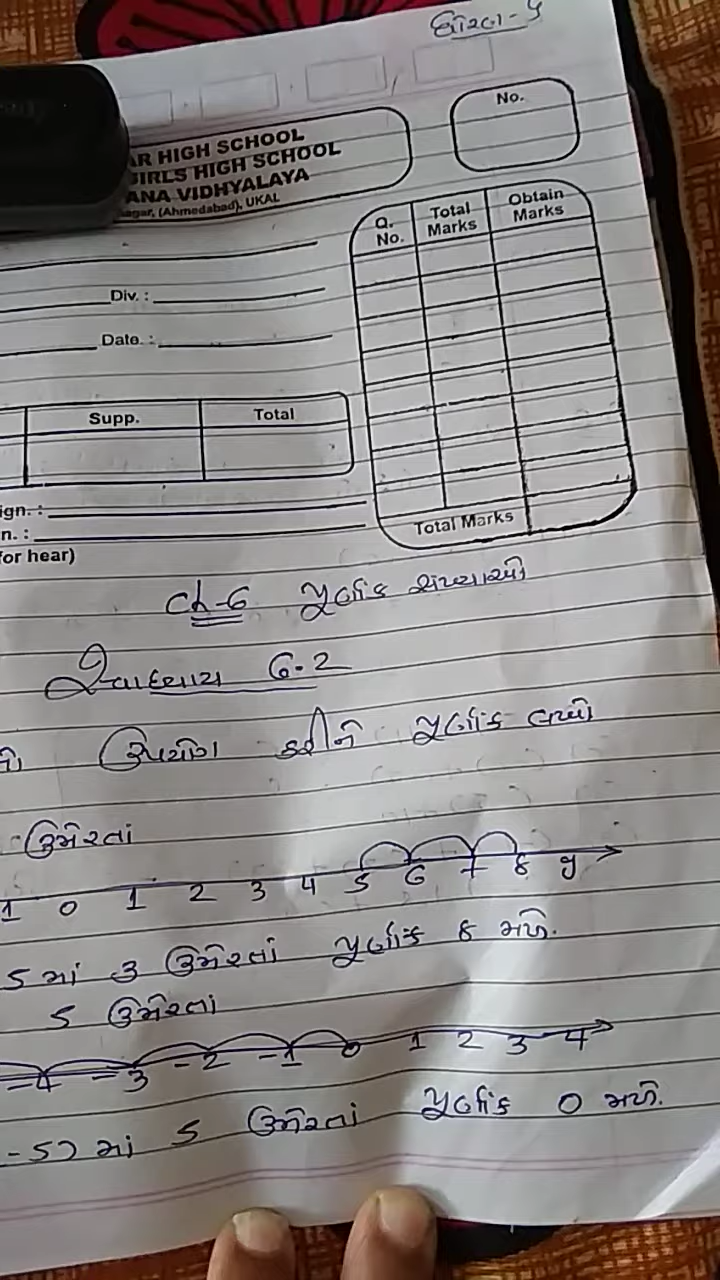 ધોરણ-૬
No.
AR HIGH SCHOOL
GIRLS HIGH SCHOOL
ANA VIDHYALAYA
nagar, (Ahmedabad), UKAL
Q. No. Total Marks Obtain Marks
Div. :
Date. :
Supp. Total
ign. :
n. :
Total Marks
for hear)
Ch-6 પૂર્ણાંક સંખ્યાઓ
સ્વાધ્યાય 6.2
ઉપયોગ કરીને પૂર્ણાંક લખો
ઉમેરતાં
1 0 1 2 3 4 5 6 7 8 9
5 માં 3 ઉમેરતાં પૂર્ણાંક 8 મળે.
5 ઉમેરતાં
-4 -3 -2 -1 0 1 2 3 4
-5) માં 5 ઉમેરતાં પૂર્ણાંક 0 મળે.